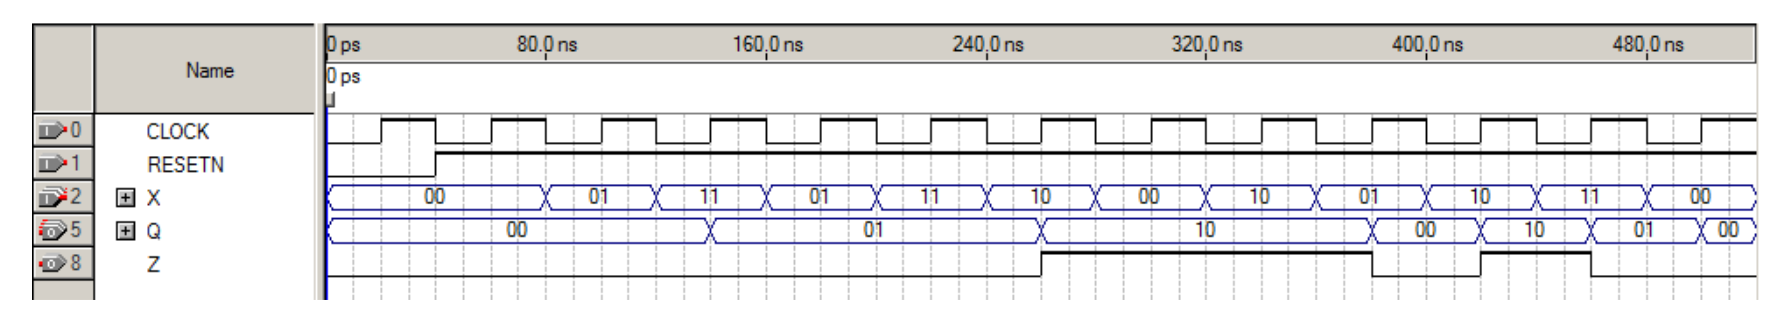 Name
0 ps 80.0 ns 160.0 ns 240.0 ns 320.0 ns 400.0 ns 480.0 ns
0 ps
0 CLOCK
1 RESETN
2 X 00 01 11 01 11 10 00 10 01 10 11 00
5 Q 00 01 10 00 10 01 00
8 Z